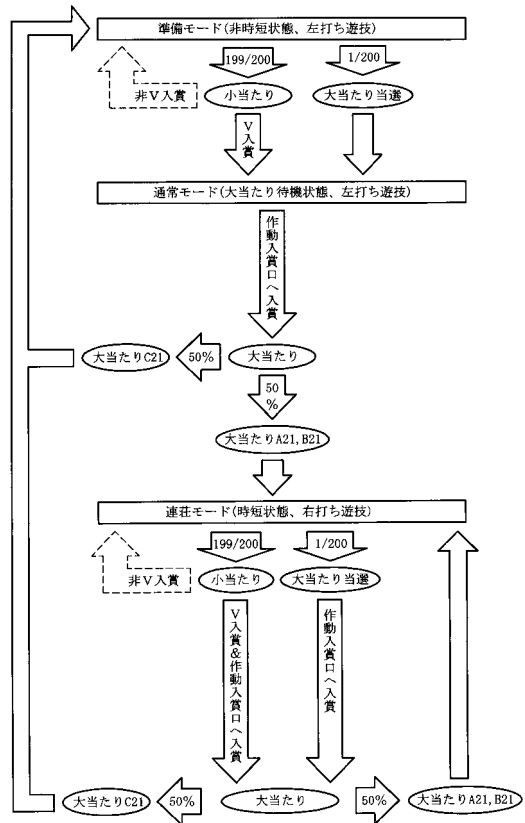 準備モード(非時短状態、左打ち遊技)
199/200
1/200
非V入賞
小当たり
大当たり当選
V入賞
通常モード(大当たり待機状態、左打ち遊技)
作動入賞口へ入賞
大当たりC21
50%
大当たり
50%
大当たりA21,B21
連荘モード(時短状態、右打ち遊技)
199/200
1/200
非V入賞
小当たり
大当たり当選
V入賞&作動入賞口へ入賞
作動入賞口へ入賞
大当たりC21
50%
大当たり
50%
大当たりA21,B21